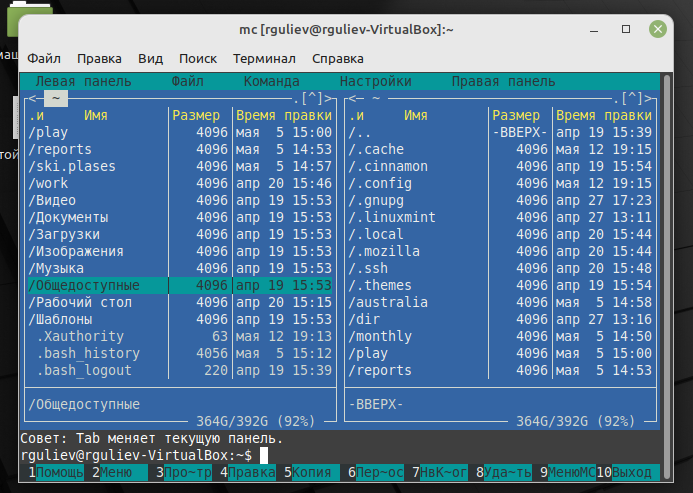 mc [rguliev@rguliev-VirtualBox]:~
Файл Правка Вид Поиск Терминал Справка
Левая панель Файл Команда Настройки Правая панель
<─ ~ ─.[^]> <─ ~ ─.[^]>
.и Имя Размер Время правки .и Имя Размер Время правки
/play 4096 мая 5 15:00 /.. -ВВЕРХ- апр 19 15:39
/reports 4096 мая 5 14:53 /.cache 4096 мая 12 19:15
/ski.plases 4096 мая 5 14:57 /.cinnamon 4096 апр 19 15:54
/work 4096 апр 20 15:46 /.config 4096 мая 12 19:15
/Видео 4096 апр 19 15:53 /.gnupg 4096 апр 27 17:23
/Документы 4096 апр 19 15:53 /.linuxmint 4096 апр 27 13:11
/Загрузки 4096 апр 19 15:53 /.local 4096 апр 20 15:44
/Изображения 4096 апр 19 15:53 /.mozilla 4096 апр 20 15:44
/Музыка 4096 апр 19 15:53 /.ssh 4096 апр 20 15:48
/Общедоступные 4096 апр 19 15:53 /.themes 4096 апр 19 15:54
/Рабочий стол 4096 апр 20 15:15 /australia 4096 мая 5 14:58
/Шаблоны 4096 апр 19 15:53 /dir 4096 апр 27 13:16
.Xauthority 63 мая 12 19:13 /monthly 4096 мая 5 14:50
.bash_history 4056 мая 5 15:12 /play 4096 мая 5 15:00
.bash_logout 220 апр 19 15:39 /reports 4096 мая 5 14:53
/Общедоступные -ВВЕРХ-
364G/392G (92%) 364G/392G (92%)
Совет: Tab меняет текущую панель.
rguliev@rguliev-VirtualBox:~$
1Помощь 2Меню 3Про~тр 4Правка 5Копия 6Пер~ос 7НвК~ог 8Уда~ть 9МенюMC 10Выход